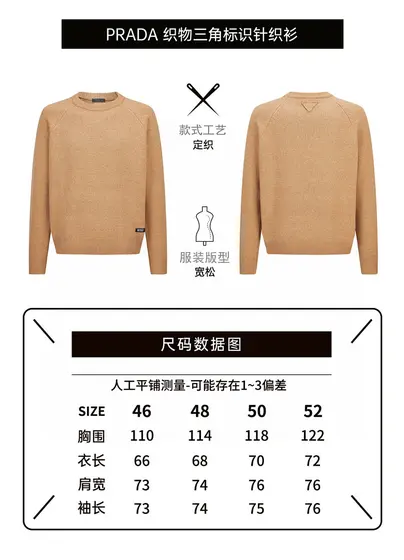 PRADA 织物三角标识针织衫
款式工艺
定织
服装版型
宽松
尺码数据图
人工平铺测量-可能存在1~3偏差
SIZE 46 48 50 52
胸围 110 114 118 122
衣长 66 68 70 72
肩宽 73 74 76 76
袖长 73 74 75 76